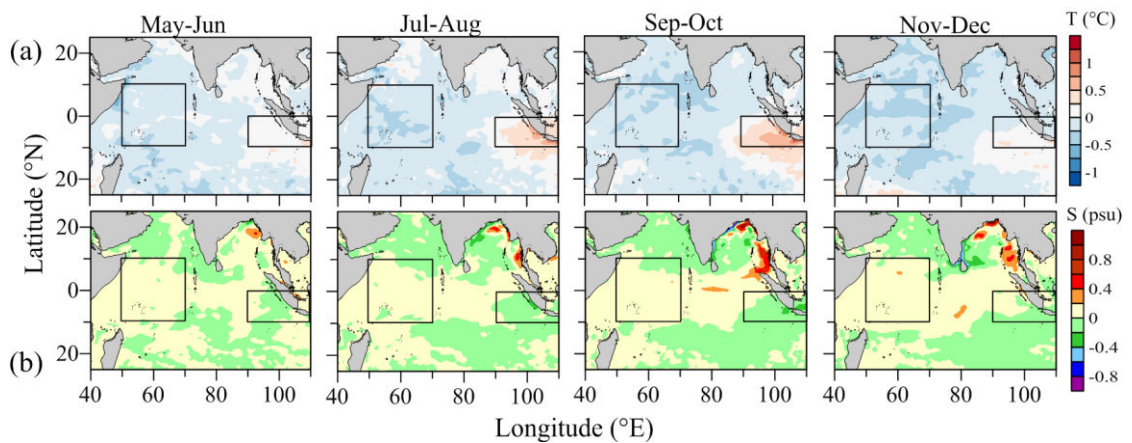 May-Jun Jul-Aug Sep-Oct Nov-Dec T (°C)
(a)
20
0
20
1
0.5
0
-0.5
-1
Latitude (°N)
S (psu)
20
0
20
0.8
0.4
0
-0.4
-0.8
(b)
40 60 80 100 40 60 80 100 40 60 80 100 40 60 80 100
Longitude (°E)